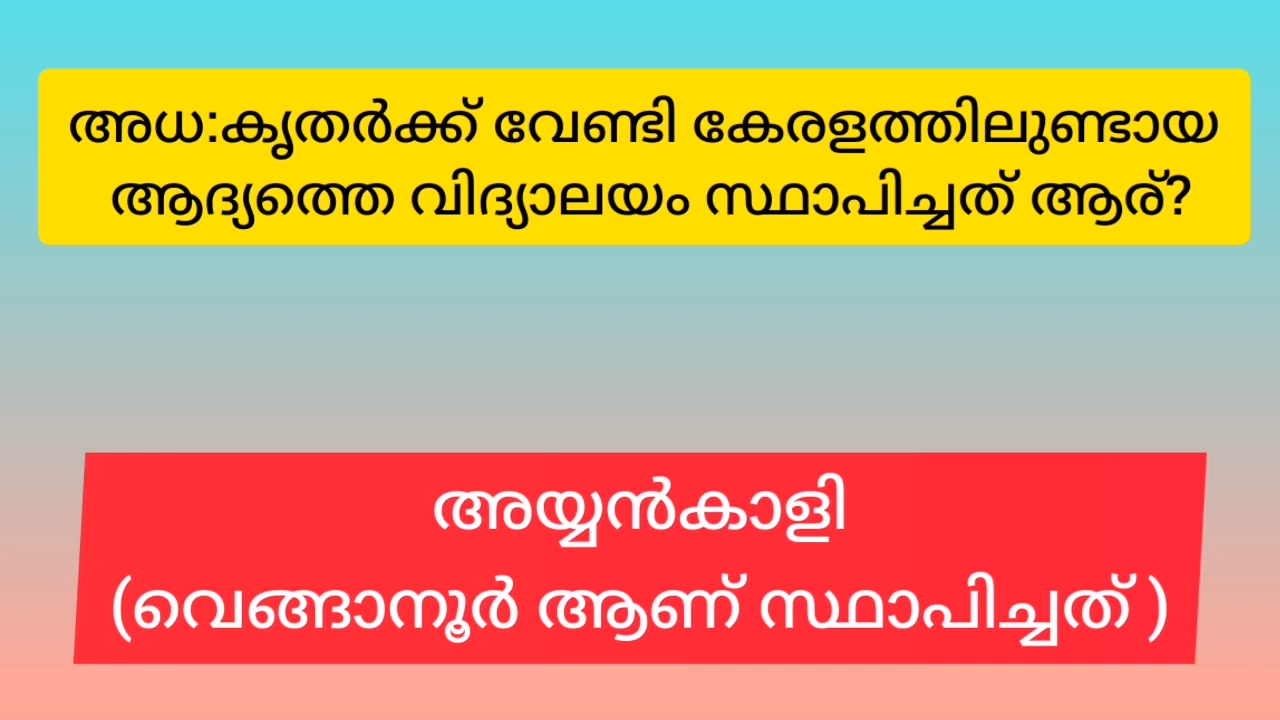 അധ:കൃതർക്ക് വേണ്ടി കേരളത്തിലുണ്ടായ
ആദ്യത്തെ വിദ്യാലയം സ്ഥാപിച്ചത് ആര്?
അയ്യൻകാളി
(വെങ്ങാനൂർ ആണ് സ്ഥാപിച്ചത് )